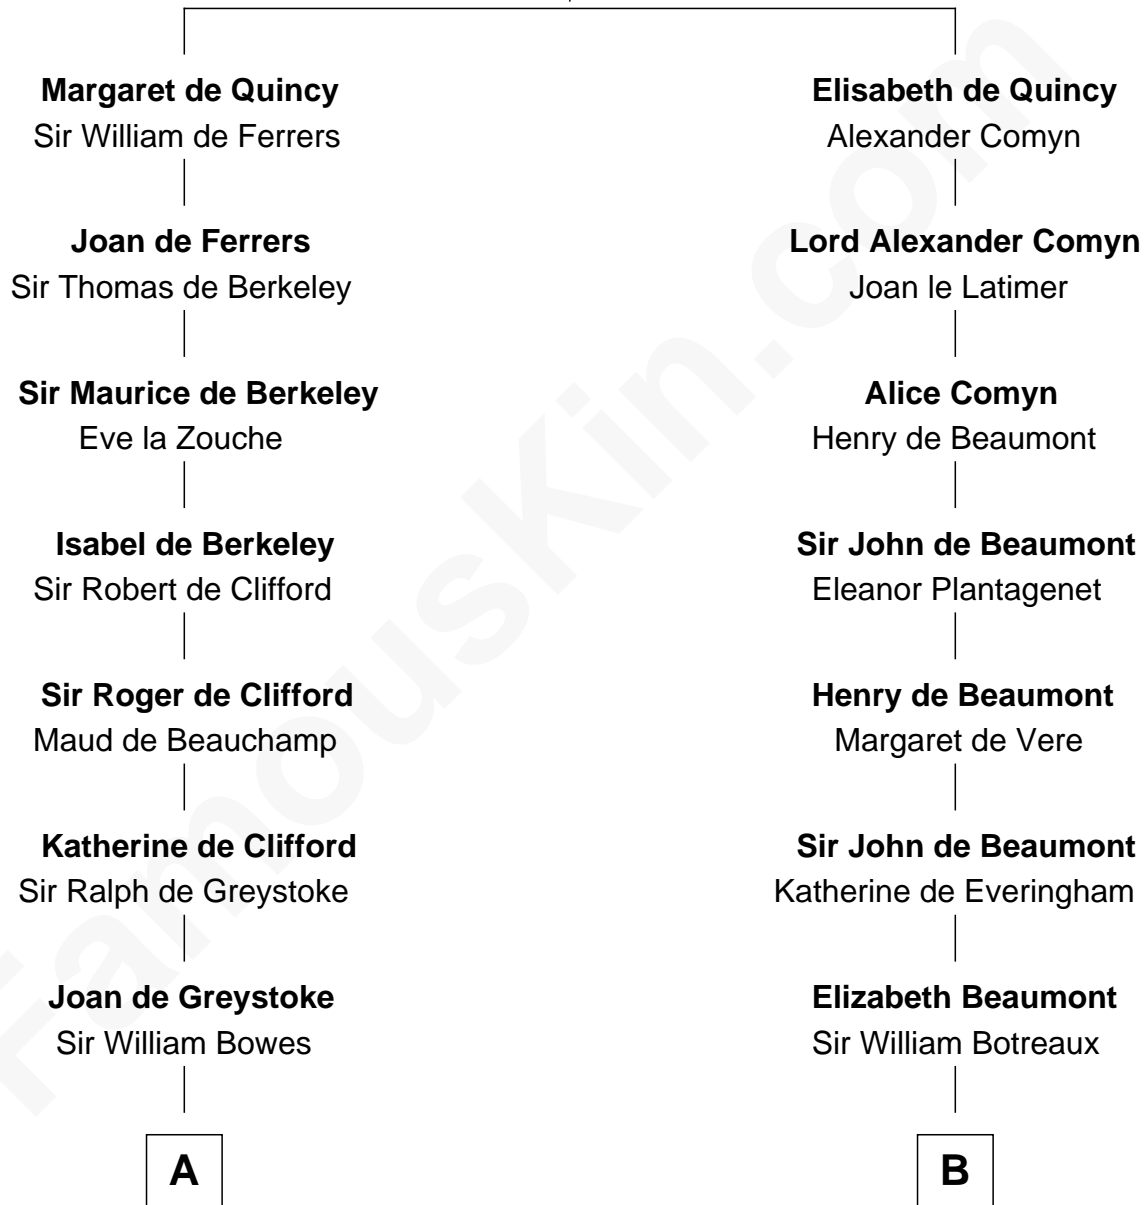 Margaret de Quincy
Sir William de Ferrers
Joan de Ferrers
Sir Thomas de Berkeley
Sir Maurice de Berkeley
Eve la Zouche
Isabel de Berkeley
Sir Robert de Clifford
Sir Roger de Clifford
Maud de Beauchamp
Katherine de Clifford
Sir Ralph de Greystoke
Joan de Greystoke
Sir William Bowes
A
Elisabeth de Quincy
Alexander Comyn
Lord Alexander Comyn
Joan le Latimer
Alice Comyn
Henry de Beaumont
Sir John de Beaumont
Eleanor Plantagenet
Henry de Beaumont
Margaret de Vere
Sir John de Beaumont
Katherine de Everingham
Elizabeth Beaumont
Sir William Botreaux
B
FamousKin.com